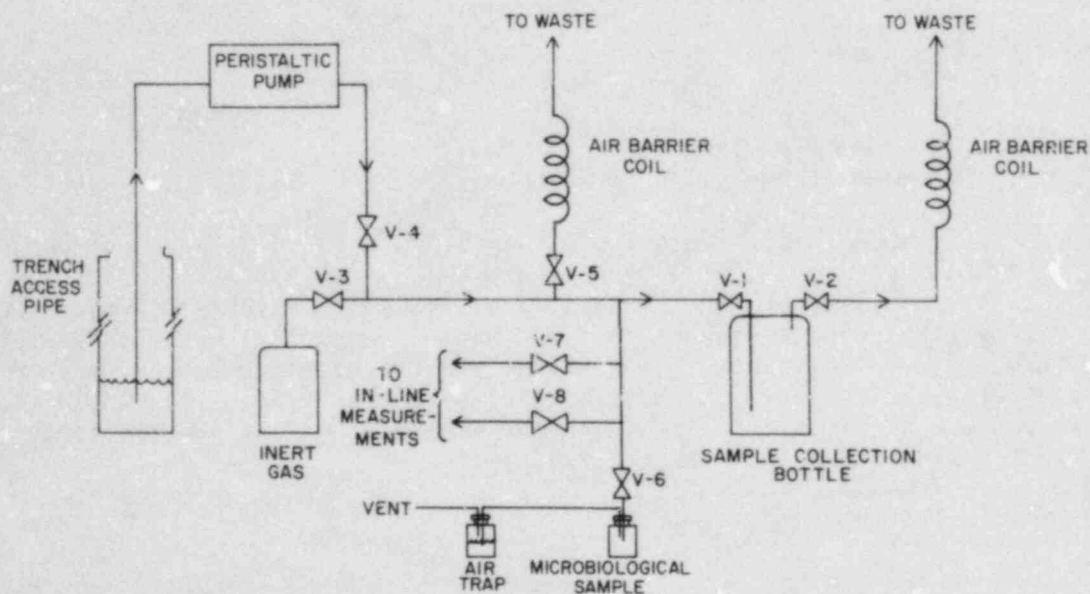 TO WASTE
TO WASTE
PERISTALTIC
PUMP
AIR BARRIER
COIL
AIR BARRIER
COIL
V-4
TRENCH
ACCESS
PIPE
V-3
V-5
V-1
V-2
V-7
TO
IN-LINE
MEASURE-
MENTS
V-8
INERT
GAS
SAMPLE COLLECTION
BOTTLE
V-6
VENT
AIR
TRAP
MICROBIOLOGICAL
SAMPLE